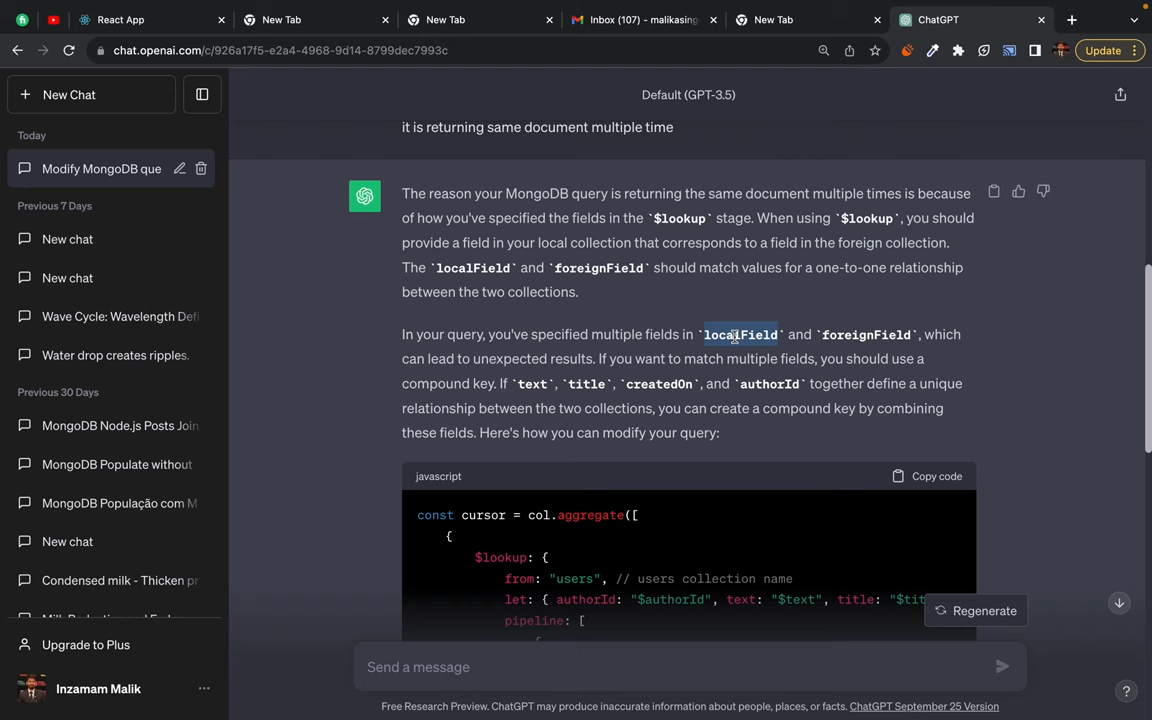 React App
New Tab
New Tab
Inbox (107) - malikasing
New Tab
ChatGPT
chat.openai.com/c/926a17f5-e2a4-4968-9d14-8799dec7993c
Update
New Chat
Default (GPT-3.5)
Today
Modify MongoDB que
Previous 7 Days
New chat
New chat
Wave Cycle: Wavelength Defi
Water drop creates ripples.
Previous 30 Days
MongoDB Node.js Posts Join
MongoDB Populate without
MongoDB População com M
New chat
Condensed milk - Thicken pr
Upgrade to Plus
Inzamam Malik
it is returning same document multiple time
The reason your MongoDB query is returning the same document multiple times is because
of how you've specified the fields in the `$lookup` stage. When using `$lookup`, you should
provide a field in your local collection that corresponds to a field in the foreign collection.
The `localField` and `foreignField` should match values for a one-to-one relationship
between the two collections.
In your query, you've specified multiple fields in `localField` and `foreignField`, which
can lead to unexpected results. If you want to match multiple fields, you should use a
compound key. If `text`, `title`, `createdOn`, and `authorId` together define a unique
relationship between the two collections, you can create a compound key by combining
these fields. Here's how you can modify your query:
javascript
Copy code
const cursor = col.aggregate([
{
$lookup: {
from: "users", // users collection name
let: { authorId: "$authorId", text: "$text", title: "$tit
pipeline: [
Regenerate
Send a message
Free Research Preview. ChatGPT may produce inaccurate information about people, places, or facts. ChatGPT September 25 Version
?